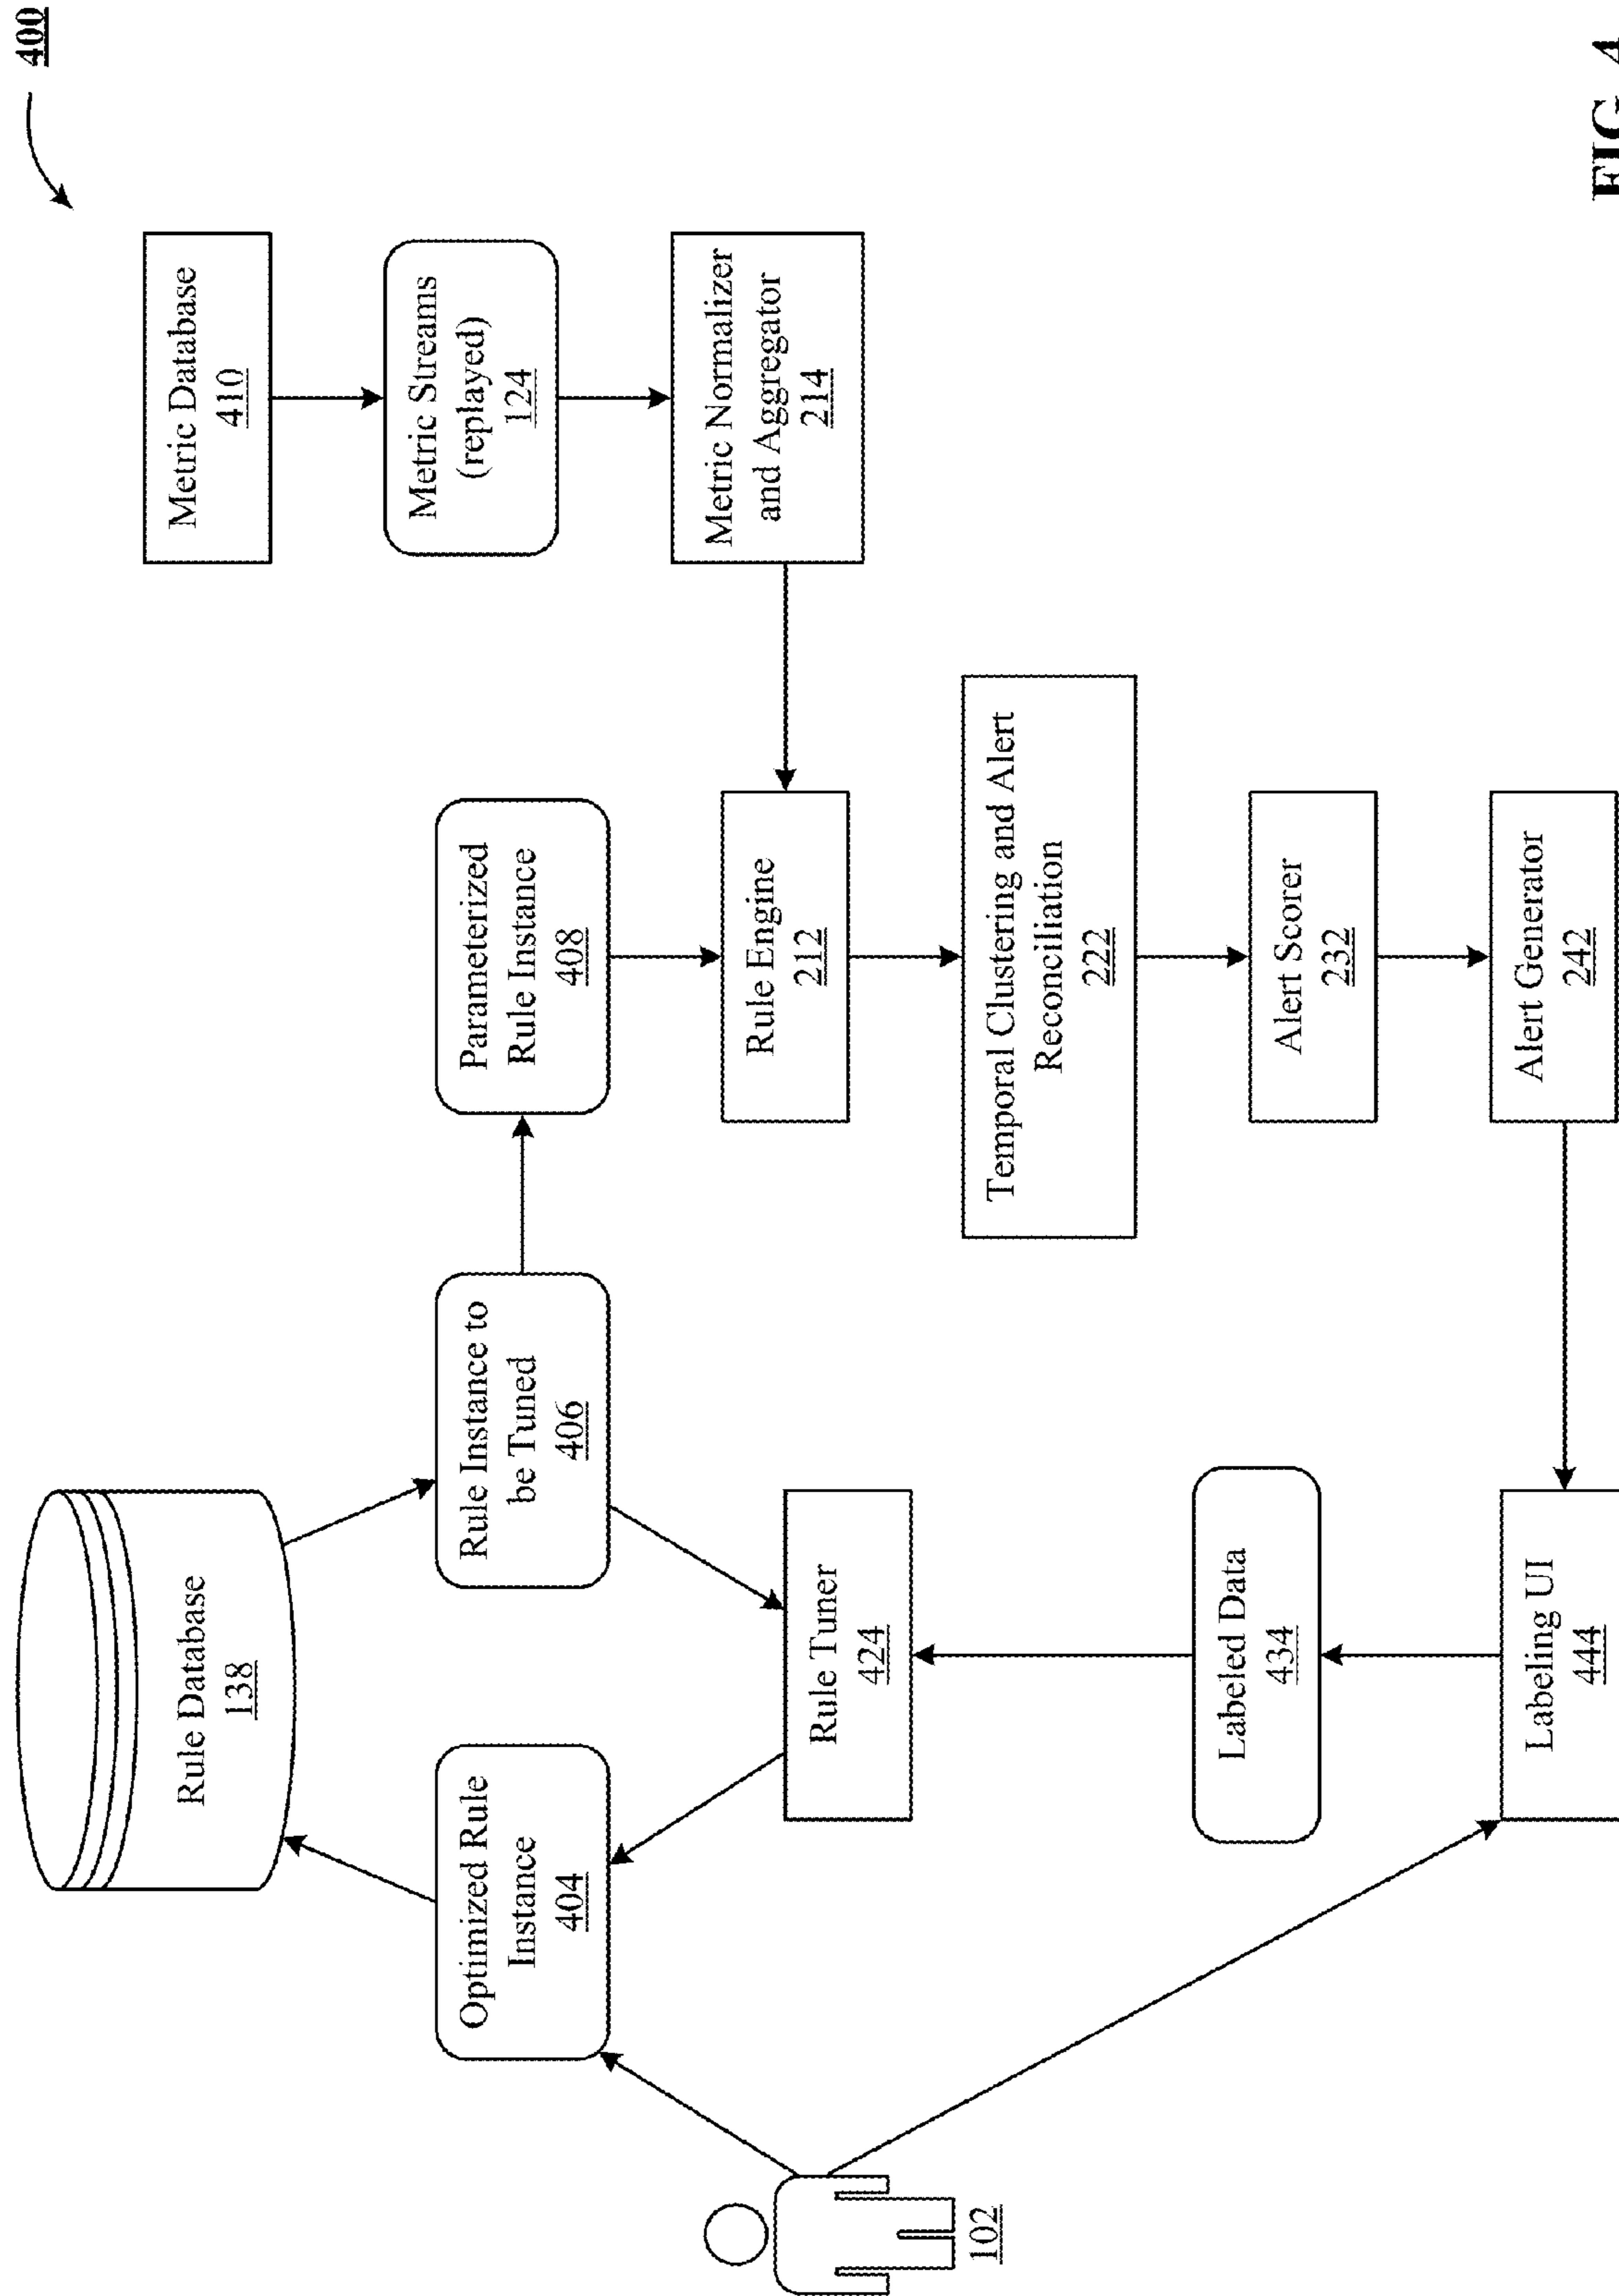 400
Rule Database
138
Metric Database
410
Optimized Rule
Instance
404
Rule Instance to
be Tuned
406
Parameterized
Rule Instance
408
Metric Streams
(replayed)
124
Rule Tuner
424
Rule Engine
212
Metric Normalizer
and Aggregator
214
102
Temporal Clustering and Alert
Reconciliation
222
Labeled Data
434
Alert Scorer
232
Labeling UI
444
Alert Generator
242
FIG. 4